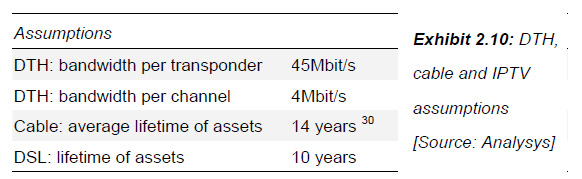 Assumptions
DTH: bandwidth per transponder 45Mbit/s
DTH: bandwidth per channel 4Mbit/s
Cable: average lifetime of assets 14 years 30
DSL: lifetime of assets 10 years
Exhibit 2.10: DTH,
cable and IPTV
assumptions
[Source: Analysys]